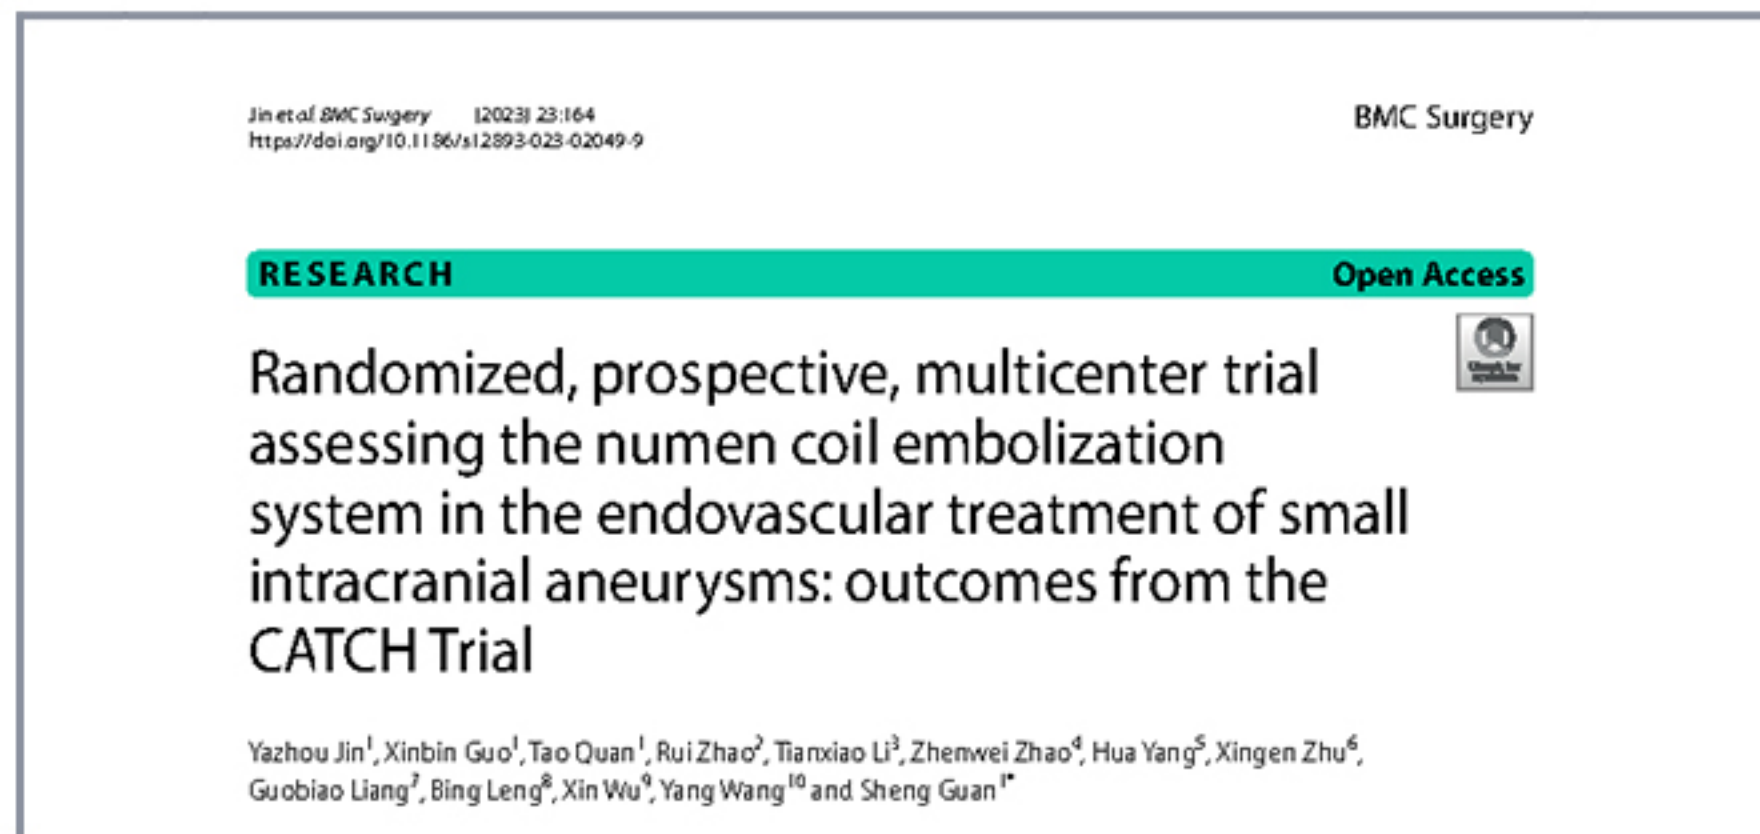 Jin et al. BMC Surgery (2023) 23:164
https://doi.org/10.1186/s12893-023-02049-9
BMC Surgery
RESEARCH
Open Access
Randomized, prospective, multicenter trial
assessing the numen coil embolization
system in the endovascular treatment of small
intracranial aneurysms: outcomes from the
CATCH Trial
Check for
updates
Yazhou Jin¹, Xinbin Guo¹, Tao Quan¹, Rui Zhao², Tianxiao Li³, Zhenwei Zhao⁴, Hua Yang⁵, Xingen Zhu⁶,
Guobiao Liang⁷, Bing Leng⁸, Xin Wu⁹, Yang Wang¹⁰ and Sheng Guan¹*